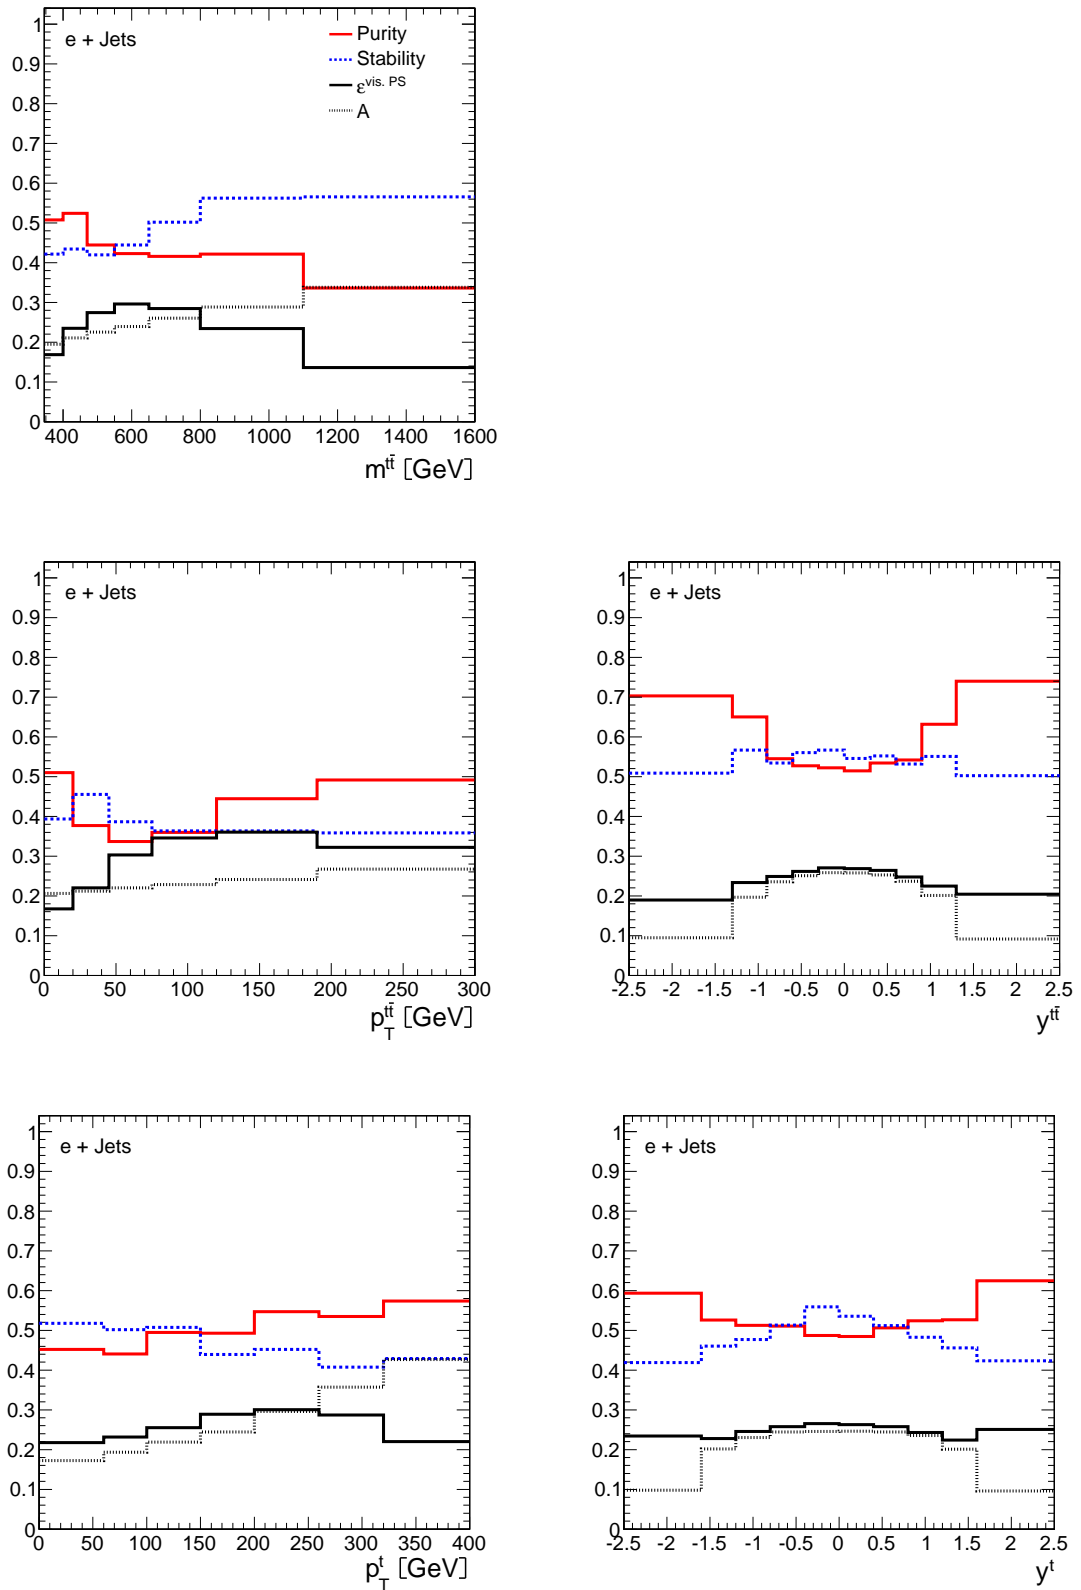 e + Jets
Purity
Stability
ε^vis. PS
A
1
0.9
0.8
0.7
0.6
0.5
0.4
0.3
0.2
0.1
0
400 600 800 1000 1200 1400 1600
m^tt̄ [GeV]
e + Jets
1
0.9
0.8
0.7
0.6
0.5
0.4
0.3
0.2
0.1
0
0 50 100 150 200 250 300
p_T^tt̄ [GeV]
e + Jets
1
0.9
0.8
0.7
0.6
0.5
0.4
0.3
0.2
0.1
0
-2.5 -2 -1.5 -1 -0.5 0 0.5 1 1.5 2 2.5
y^tt̄
e + Jets
1
0.9
0.8
0.7
0.6
0.5
0.4
0.3
0.2
0.1
0
0 50 100 150 200 250 300 350 400
p_T^t [GeV]
e + Jets
1
0.9
0.8
0.7
0.6
0.5
0.4
0.3
0.2
0.1
0
-2.5 -2 -1.5 -1 -0.5 0 0.5 1 1.5 2 2.5
y^t